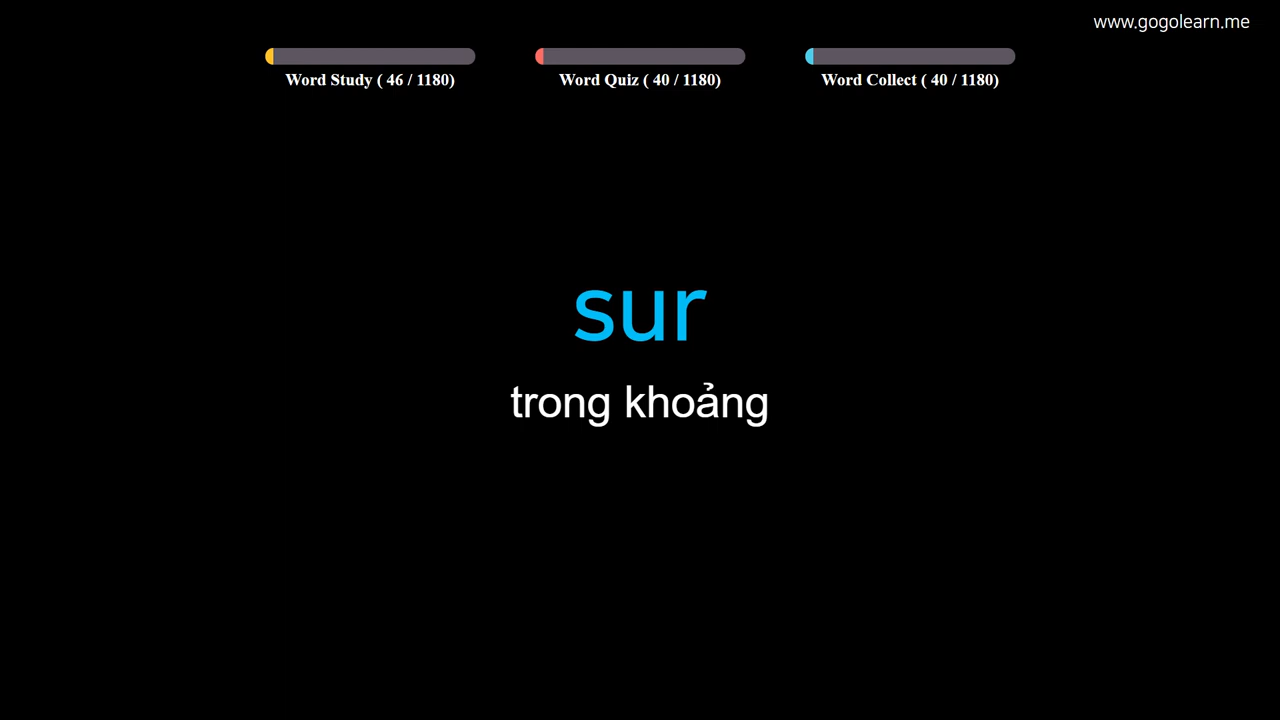 www.gogolearn.me
Word Study ( 46 / 1180)
Word Quiz ( 40 / 1180)
Word Collect ( 40 / 1180)
sur
trong khoảng